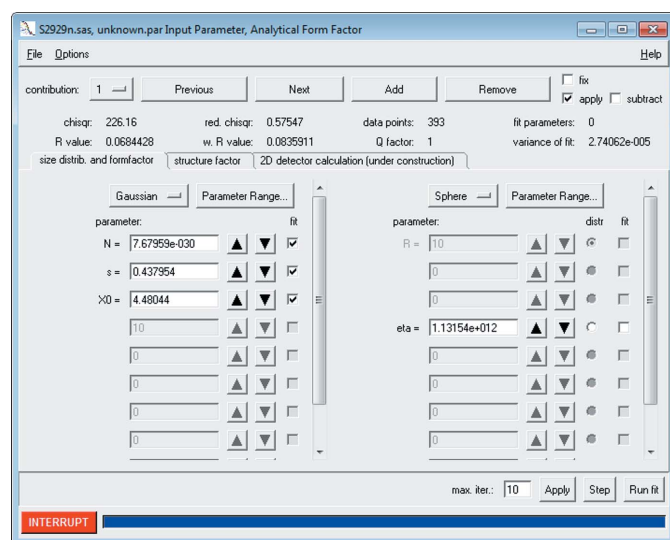 S2929n.sas, unknown.par Input Parameter, Analytical Form Factor
File Options Help
contribution: 1 Previous Next Add Remove fix
apply subtract
chisqr: 226.16 red. chisqr: 0.57547 data points: 393 fit parameters: 0
R value: 0.0684428 w. R value: 0.0835911 Q factor: 1 variance of fit: 2.74062e-005
size distrib. and formfactor structure factor 2D detector calculation (under construction)
Gaussian Parameter Range... Sphere Parameter Range...
parameter: fit parameter: distr fit
N = 7.67959e-030 R = 10
s = 0.437954 0
X0 = 4.48044 0
10 eta = 1.13154e+012
0 0
0 0
0 0
0 0
max. iter.: 10 Apply Step Run fit
INTERRUPT